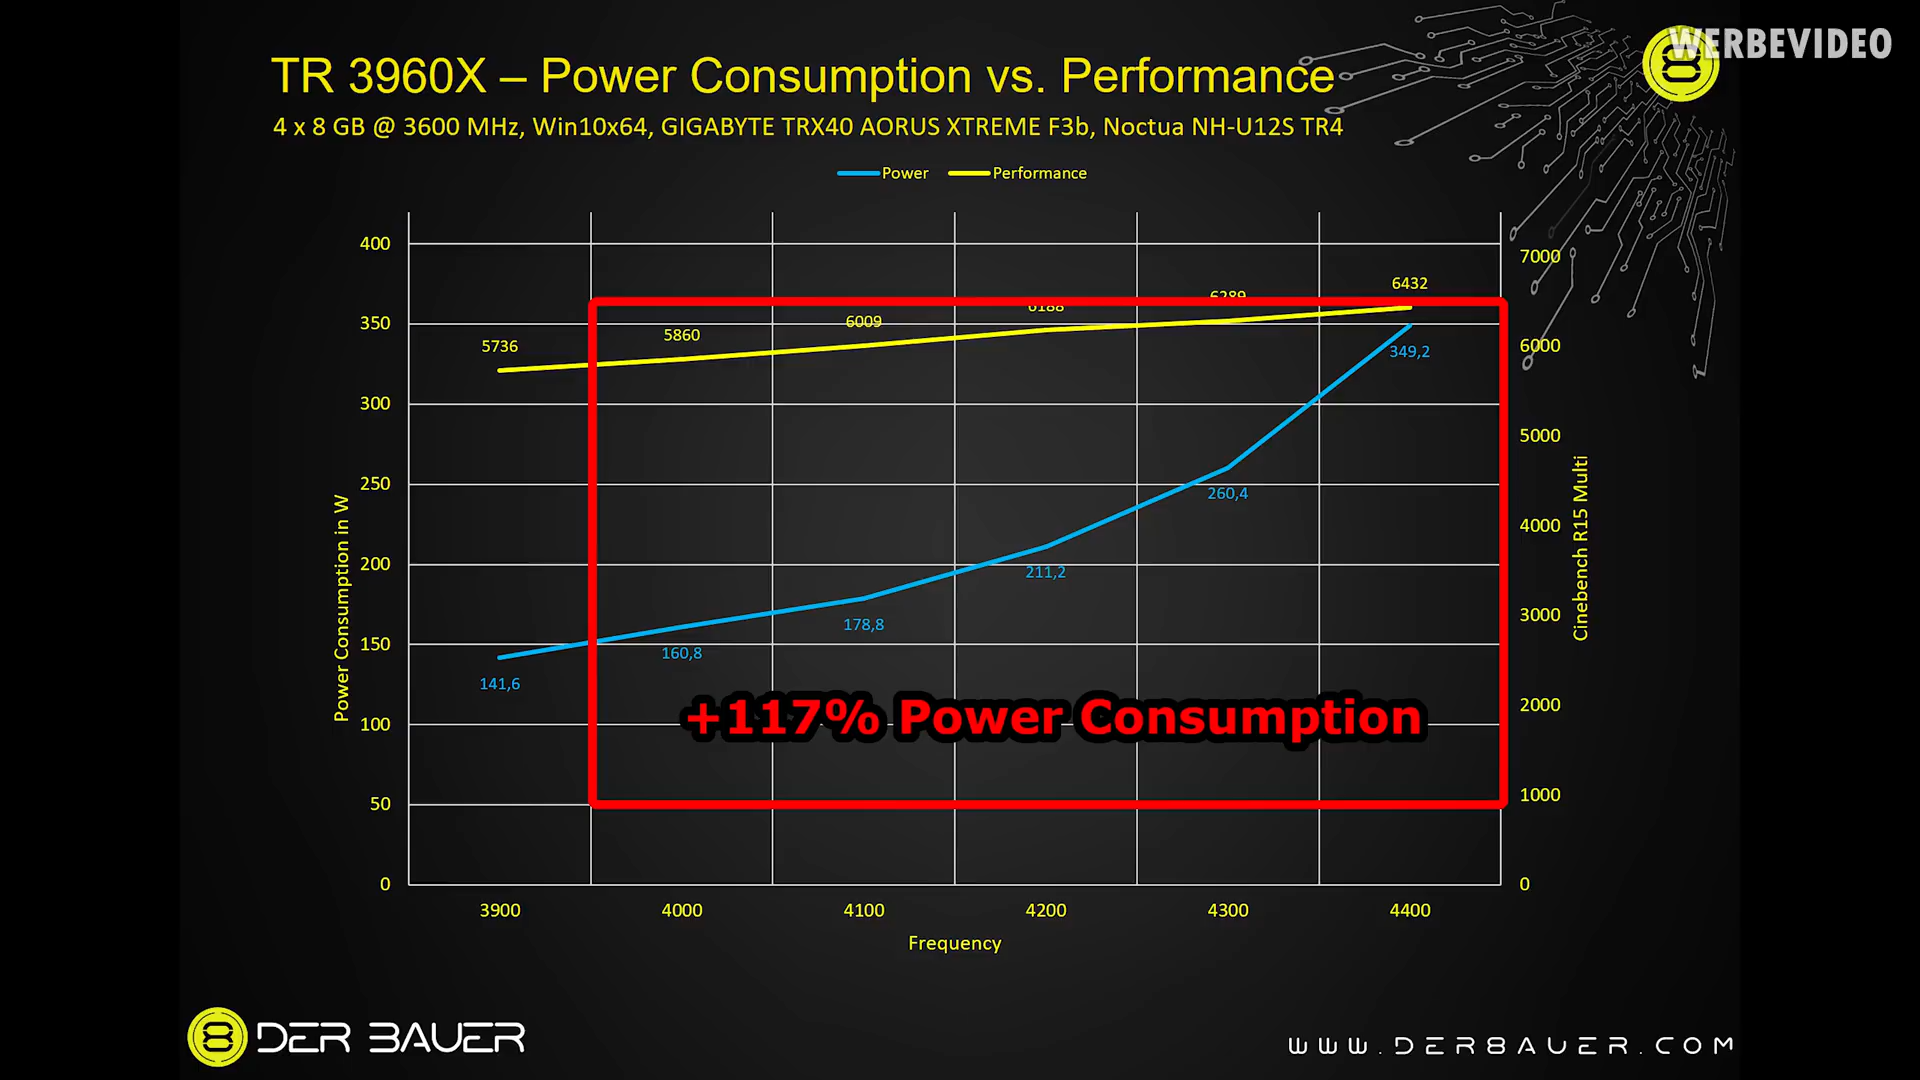 WERBEVIDEO
TR 3960X – Power Consumption vs. Performance
4 x 8 GB @ 3600 MHz, Win10x64, GIGABYTE TRX40 AORUS XTREME F3b, Noctua NH-U12S TR4
Power Performance
400
350
300
250
200
150
100
50
0
Power Consumption in W
5736
5860
6009
6188
6289
6432
141,6
160,8
178,8
211,2
260,4
349,2
+117% Power Consumption
7000
6000
5000
4000
3000
2000
1000
0
Cinebench R15 Multi
3900 4000 4100 4200 4300 4400
Frequency
DER BAUER
WWW.DER8AUER.COM